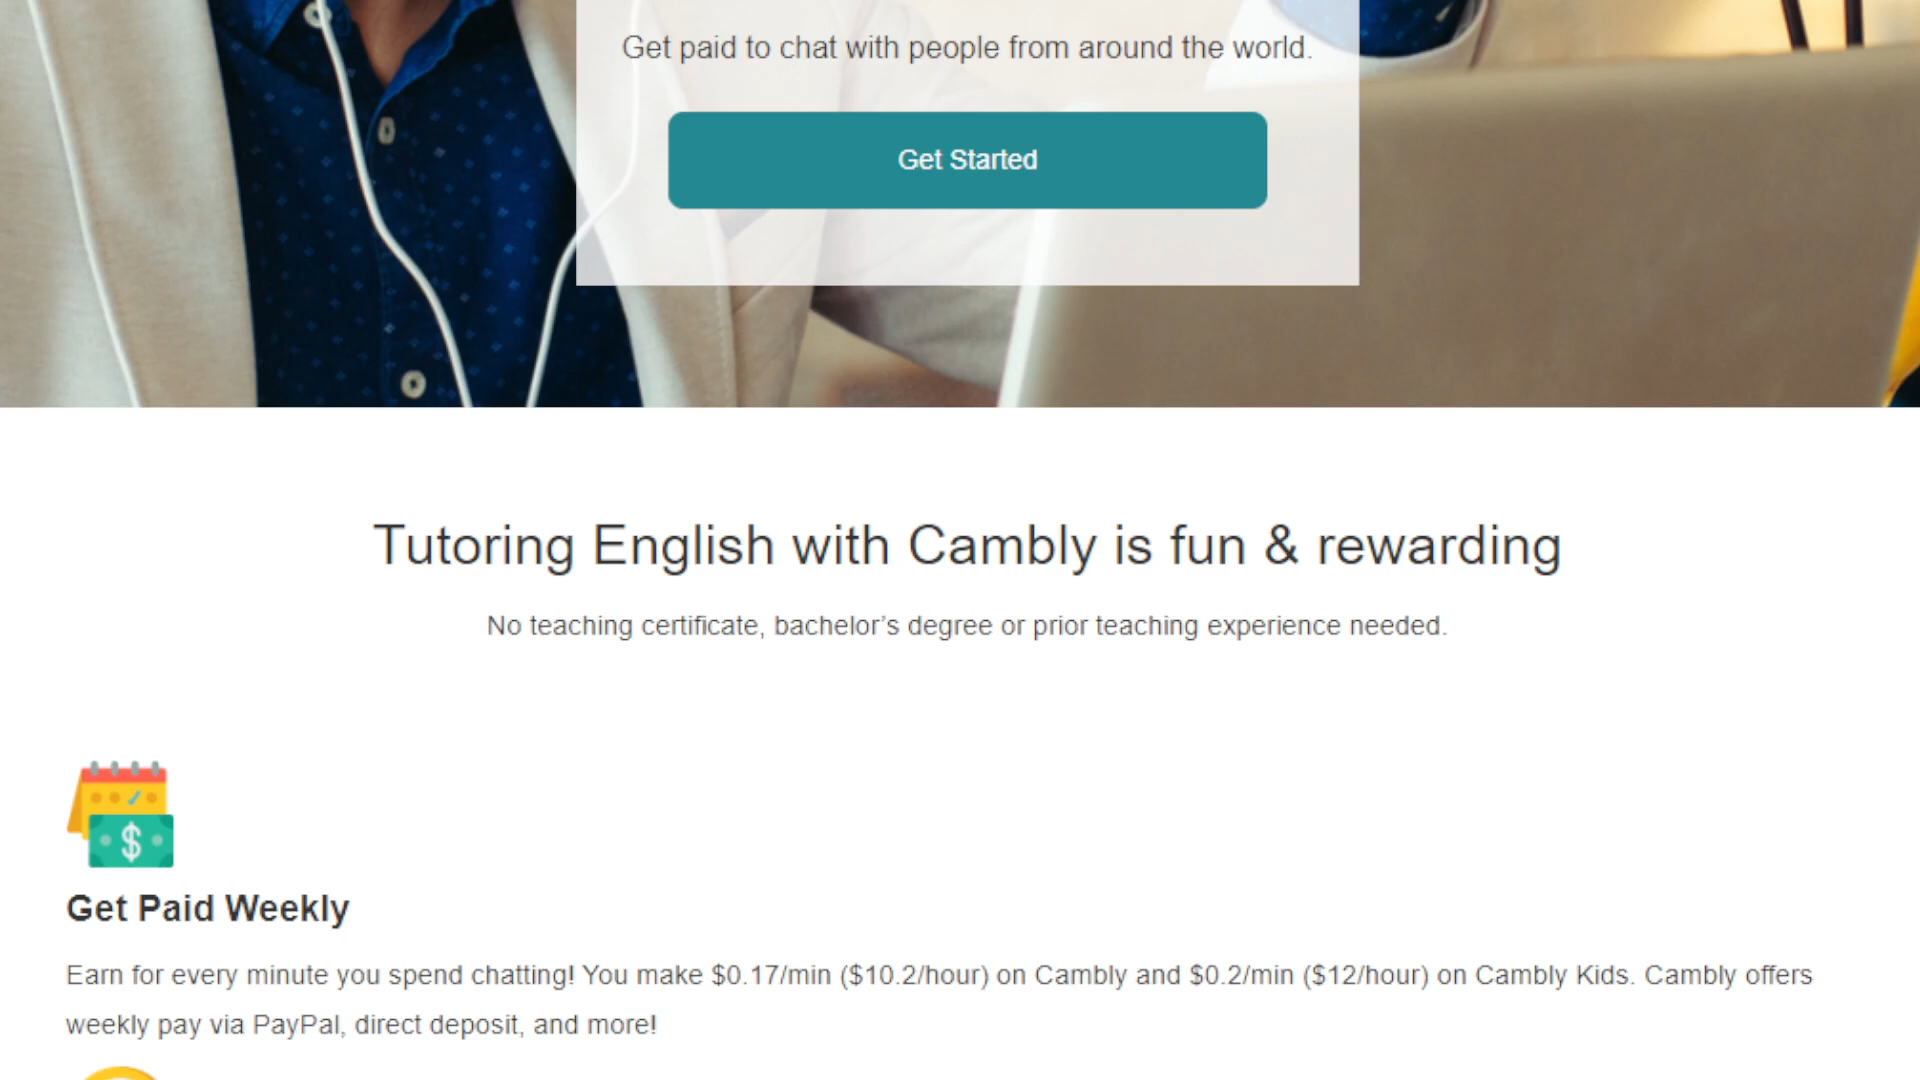 Get paid to chat with people from around the world.
Get Started
Tutoring English with Cambly is fun & rewarding
No teaching certificate, bachelor’s degree or prior teaching experience needed.
$
Get Paid Weekly
Earn for every minute you spend chatting! You make $0.17/min ($10.2/hour) on Cambly and $0.2/min ($12/hour) on Cambly Kids. Cambly offers
weekly pay via PayPal, direct deposit, and more!